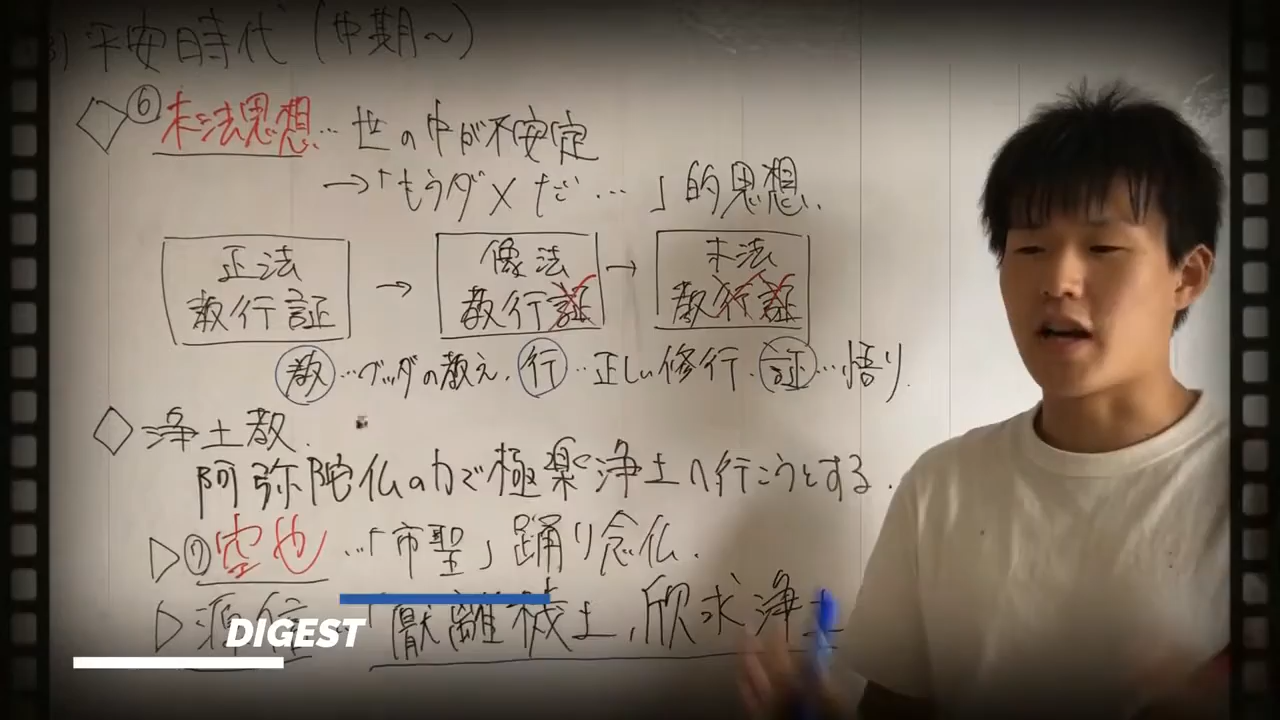 3) 平安時代 (中期〜)
◇⑥末法思想…世の中が不安定
→「もうダメだ…」的思想.
正法 → 像法 → 末法
教行証 教行証 教行証
教…ブッダの教え. 行…正しい修行. 証…悟り.
◇浄土教.
阿弥陀仏の力で極楽浄土へ行こうとする.
▷⑦空也…「市聖」踊り念仏.
▷源信…「厭離穢土,欣求浄土
DIGEST